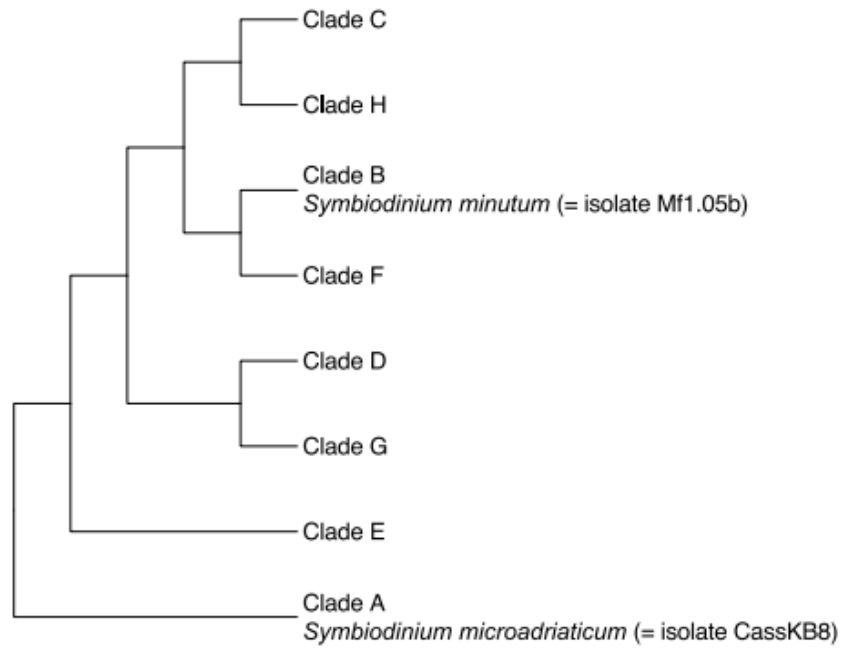 Clade C
Clade H
Clade B
Symbiodinium minutum (= isolate Mf1.05b)
Clade F
Clade D
Clade G
Clade E
Clade A
Symbiodinium microadriaticum (= isolate CassKB8)